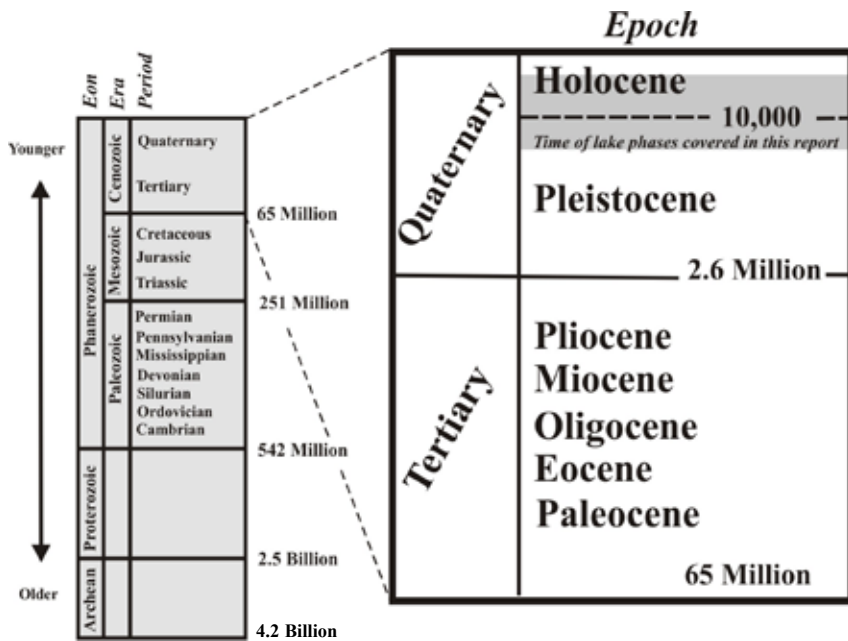 Eon
Era
Period
Younger
Older
Phancrozoic
Proterozoic
Archean
Cenozoic
Mesozoic
Paleozoic
Quaternary
Tertiary
65 Million
Cretaceous
Jurassic
Triassic
251 Million
Permian
Pennsylvanian
Mississippian
Devonian
Silurian
Ordovician
Cambrian
542 Million
2.5 Billion
4.2 Billion
Epoch
Quaternary
Holocene
10,000
Time of lake phases covered in this report
Pleistocene
2.6 Million
Tertiary
Pliocene
Miocene
Oligocene
Eocene
Paleocene
65 Million